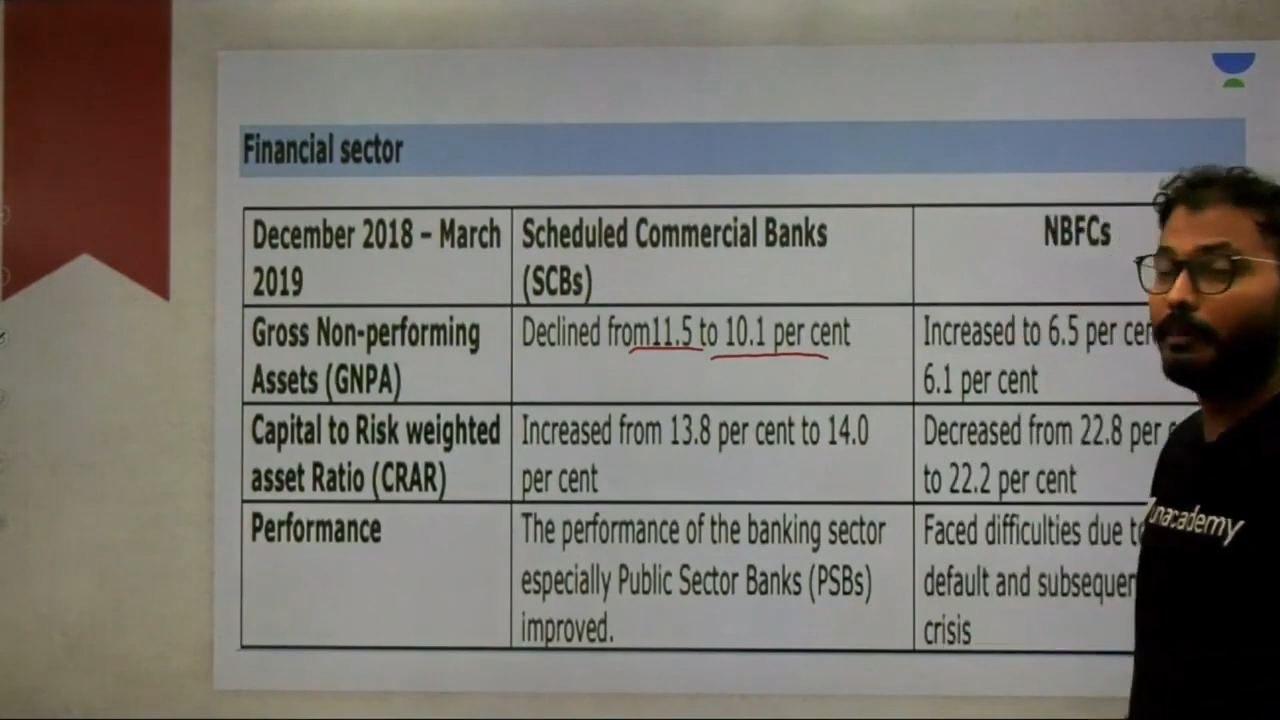 Financial sector
December 2018 – March
2019
Scheduled Commercial Banks
(SCBs)
NBFCs
Gross Non-performing
Assets (GNPA)
Declined from11.5 to 10.1 per cent
Increased to 6.5 per
6.1 per cent
Capital to Risk weighted
asset Ratio (CRAR)
Increased from 13.8 per cent to 14.0
per cent
Decreased from 22.8 per
to 22.2 per cent
Performance
The performance of the banking sector
especially Public Sector Banks (PSBs)
improved.
Faced difficulties due
default and
crisis
unacademy